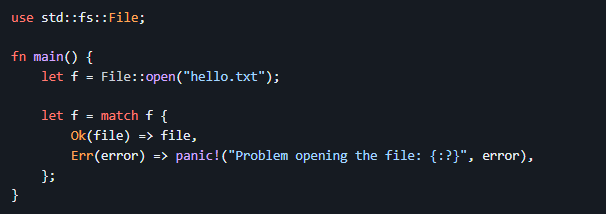 use std::fs::File;

fn main() {
    let f = File::open("hello.txt");

    let f = match f {
        Ok(file) => file,
        Err(error) => panic!("Problem opening the file: {:?}", error),
    };
}